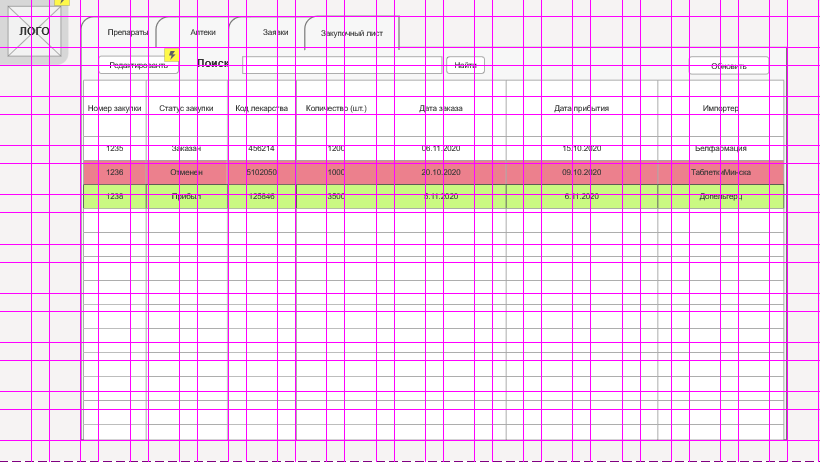 ЛОГО
Препараты Аптеки Заявки Закупочный лист
Редактировать Поиск Найти Обновить
Номер закупки Статус закупки Код лекарства Количество (шт.) Дата заказа Дата прибытия Импортер
1235 Заказан 456214 1200 06.11.2020 15.10.2020 Белфармация
1236 Отменен 5102050 1000 20.10.2020 09.10.2020 ТаблеткиМинска
1238 Прибыл 125846 3500 3.11.2020 6.11.2020